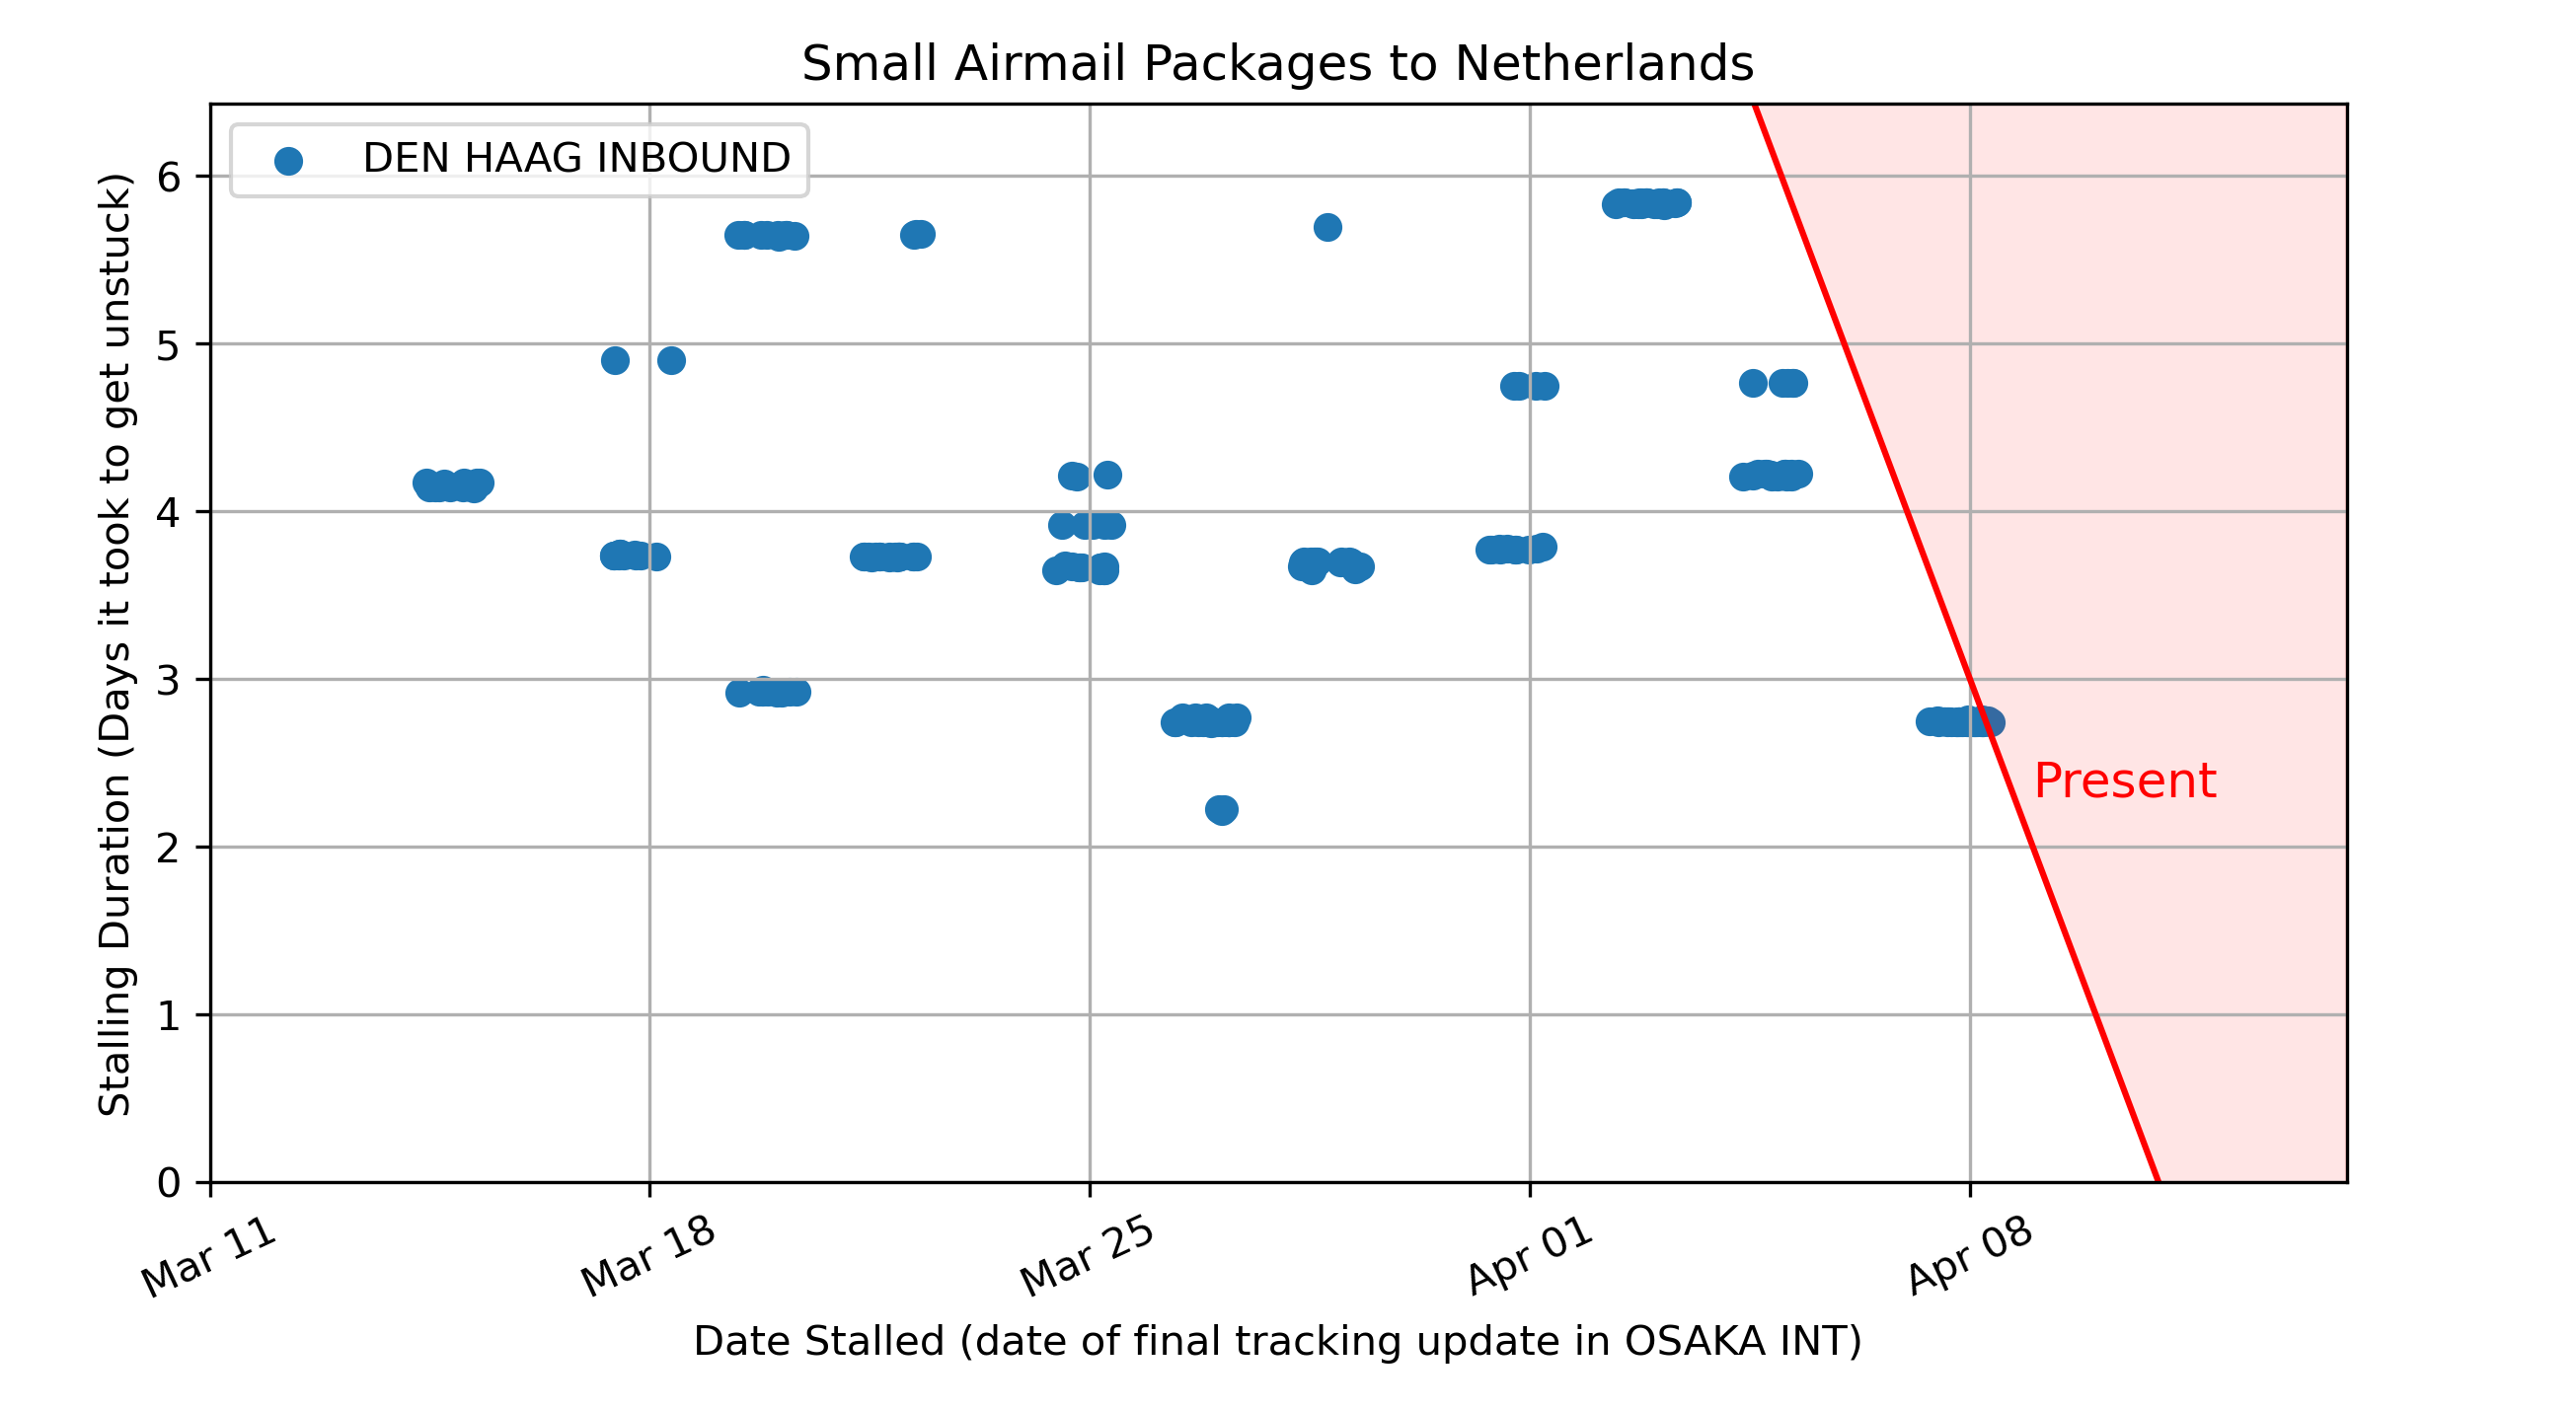 Small Airmail Packages to Netherlands
DEN HAAG INBOUND
Stalling Duration (Days it took to get unstuck)
6
5
4
3
2
1
0
Present
Mar 11
Mar 18
Mar 25
Apr 01
Apr 08
Date Stalled (date of final tracking update in OSAKA INT)